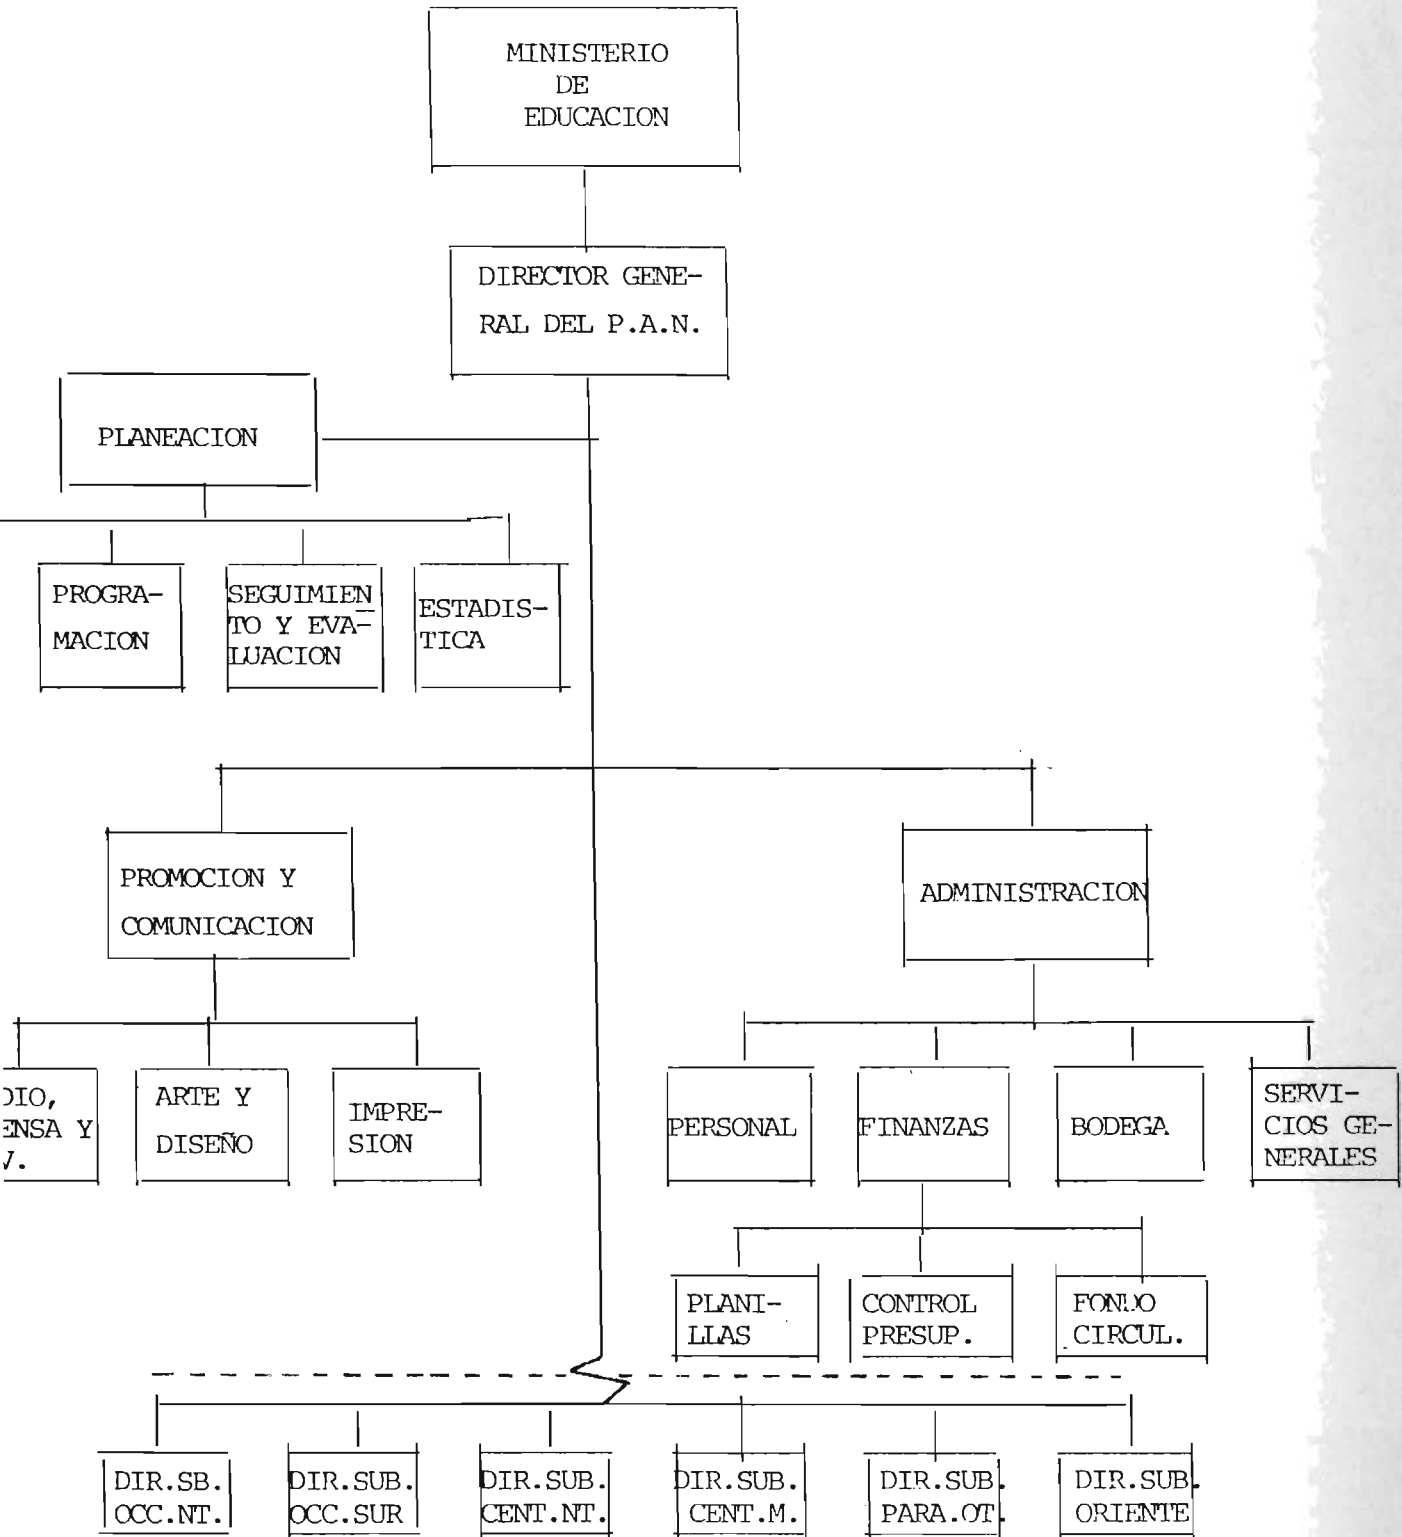 MINISTERIO
DE
EDUCACION
DIRECTOR GENE-
RAL DEL P.A.N.
PLANEACION
PROGRA-
MACION
SEGUIMIEN
TO Y EVA-
LUACION
ESTADIS-
TICA
PROMOCION Y
COMUNICACION
ADMINISTRACION
DIO,
ENSA Y
V.
ARTE Y
DISEÑO
IMPRE-
SION
PERSONAL
FINANZAS
BODEGA
SERVI-
CIOS GE-
NERALES
PLANI-
LLAS
CONTROL
PRESUP.
FONDO
CIRCUL.
DIR.SB.
OCC.NT.
DIR.SUB.
OCC.SUR
DIR.SUB.
CENT.NT.
DIR.SUB.
CENT.M.
DIR.SUB.
PARA.OT.
DIR.SUB.
ORIENTE